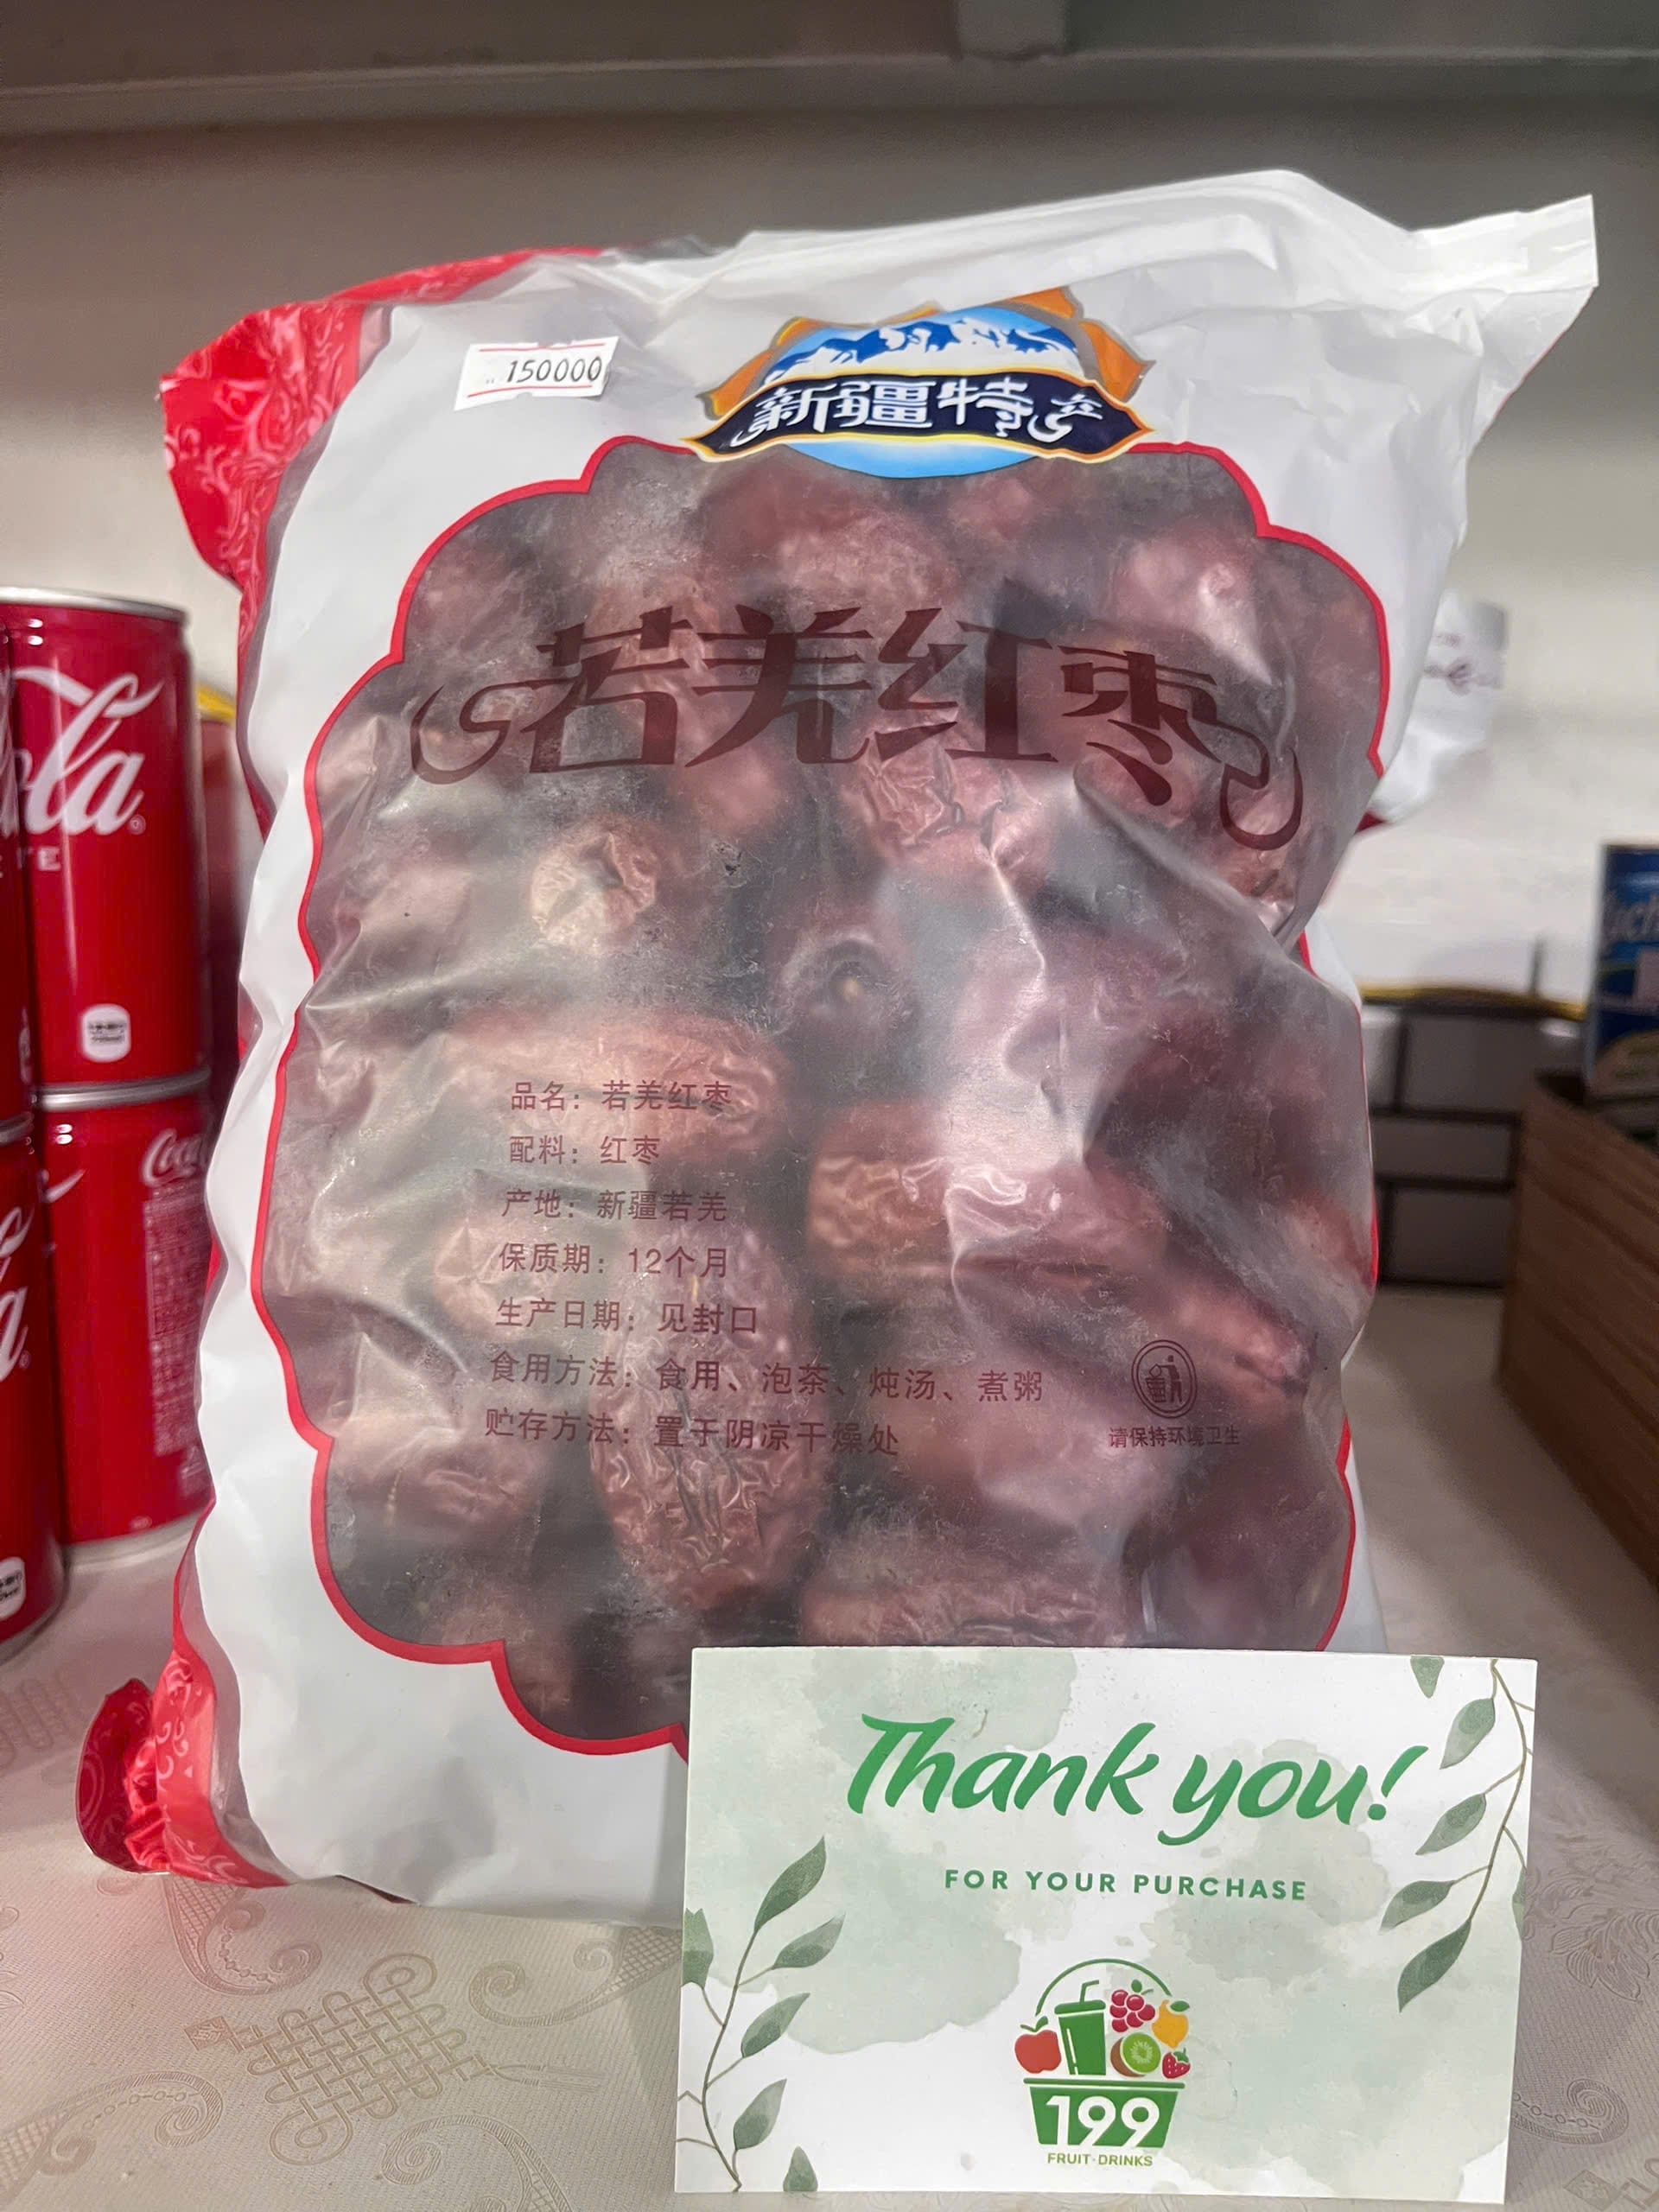 150000
新疆特产
若羌红枣
品名：若羌红枣
配料：红枣
产地：新疆若羌
保质期：12个月
生产日期：见封口
食用方法：食用、泡茶、炖汤、煮粥
贮存方法：置于阴凉干燥处
请保持环境卫生
Thank you!
FOR YOUR PURCHASE
199
FRUIT·DRINKS
Coca